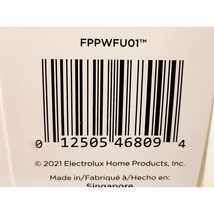 FPPWFU01™
0 12505 46809 4
© 2021 Electrolux Home Products, Inc.
Made in/Fabriqué à/Hecho en:
Singapore